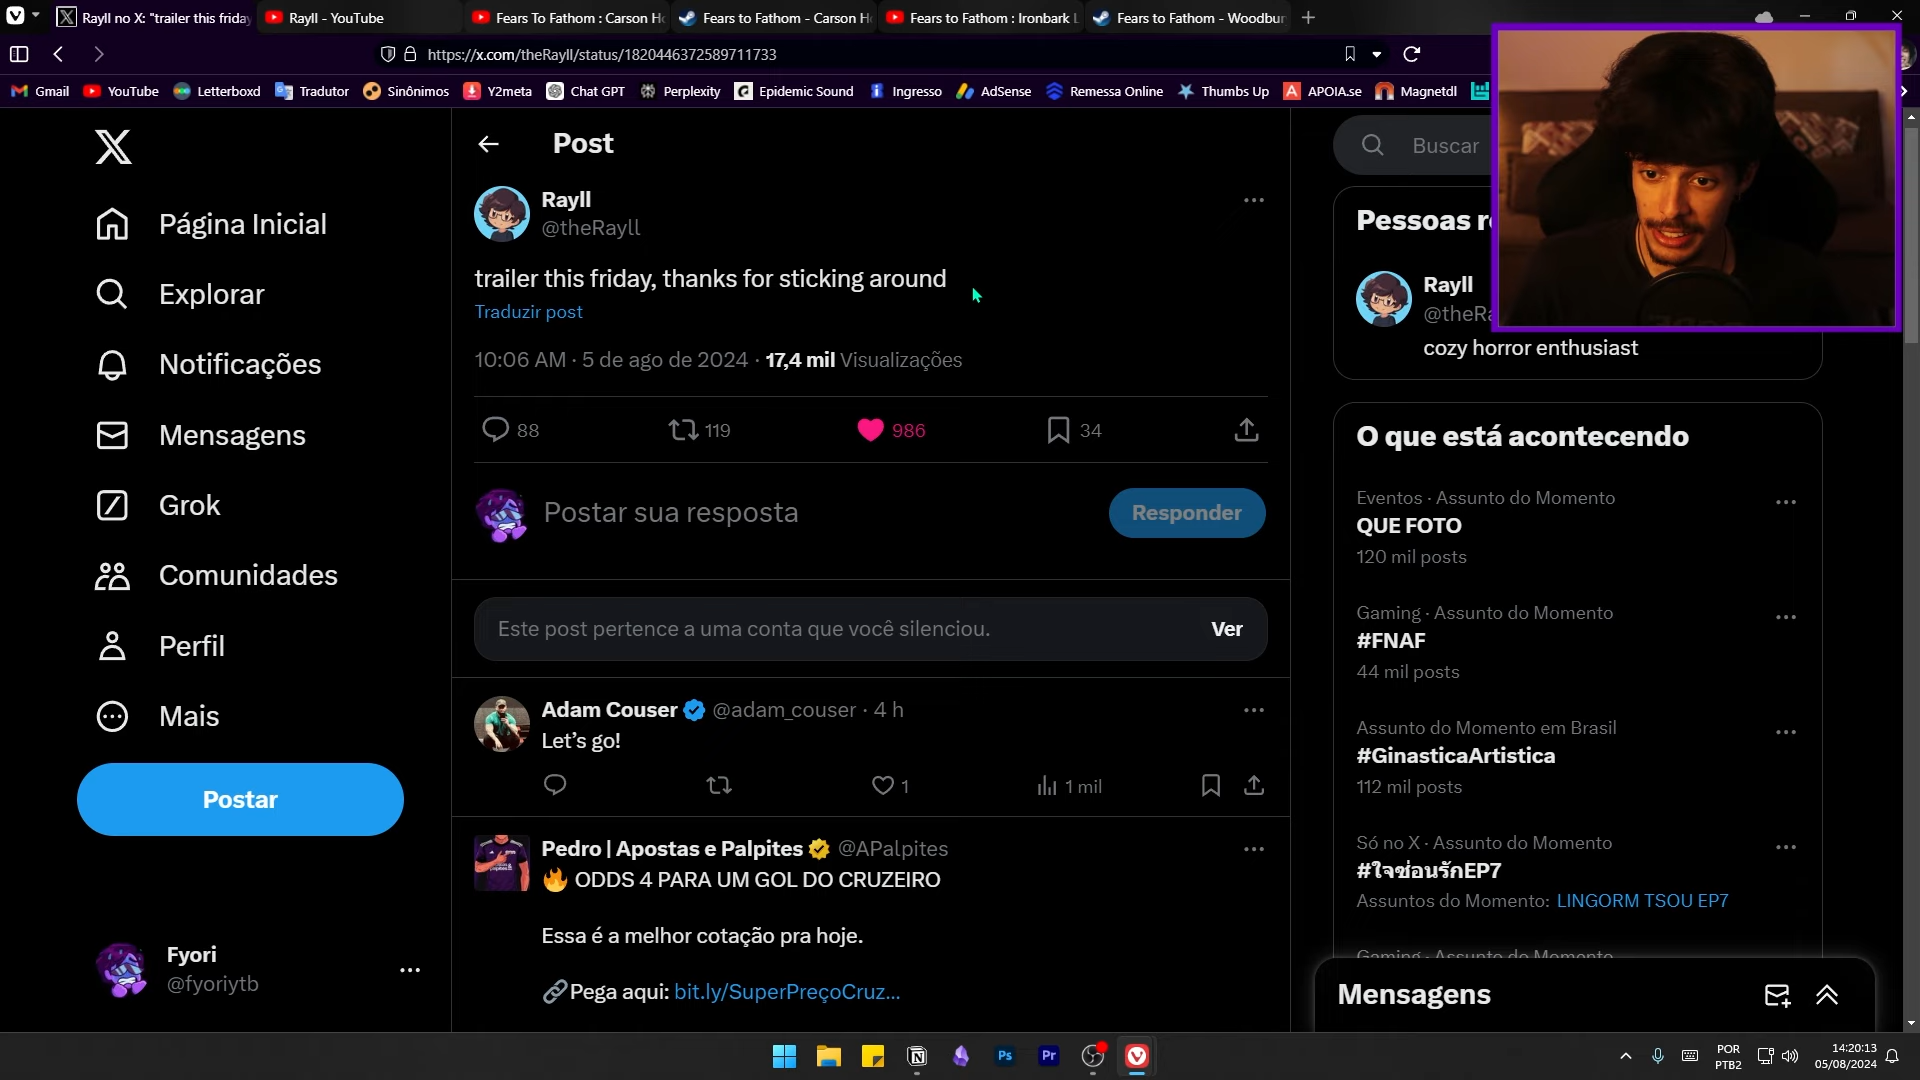 Rayll no X: "trailer this friday
Rayll - YouTube
Fears To Fathom : Carson Ho
Fears to Fathom - Carson H
Fears to Fathom : Ironbark L
Fears to Fathom - Woodbur
https://x.com/theRayll/status/1820446372589711733
Gmail
YouTube
Letterboxd
Tradutor
Sinônimos
Y2meta
Chat GPT
Perplexity
Epidemic Sound
Ingresso
AdSense
Remessa Online
Thumbs Up
APOIA.se
Magnetdl
Página Inicial
Explorar
Notificações
Mensagens
Grok
Comunidades
Perfil
Mais
Postar
Fyori
@fyoriytb
Post
Rayll
@theRayll
trailer this friday, thanks for sticking around
Traduzir post
10:06 AM · 5 de ago de 2024 · 17,4 mil Visualizações
88
119
986
34
Postar sua resposta
Responder
Este post pertence a uma conta que você silenciou.
Ver
Adam Couser @adam_couser · 4 h
Let’s go!
1
1 mil
Pedro | Apostas e Palpites @APalpites
🔥 ODDS 4 PARA UM GOL DO CRUZEIRO
Essa é a melhor cotação pra hoje.
🔗Pega aqui: bit.ly/SuperPreçoCruz...
Buscar
Pessoas r
Rayll
@theRa
cozy horror enthusiast
O que está acontecendo
Eventos · Assunto do Momento
QUE FOTO
120 mil posts
Gaming · Assunto do Momento
#FNAF
44 mil posts
Assunto do Momento em Brasil
#GinasticaArtistica
112 mil posts
Só no X · Assunto do Momento
#ใจซ่อนรักEP7
Assuntos do Momento: LINGORM TSOU EP7
Gaming · Assunto do Momento
Mensagens
Ps
Pr
POR
PTB2
14:20:13
05/08/2024